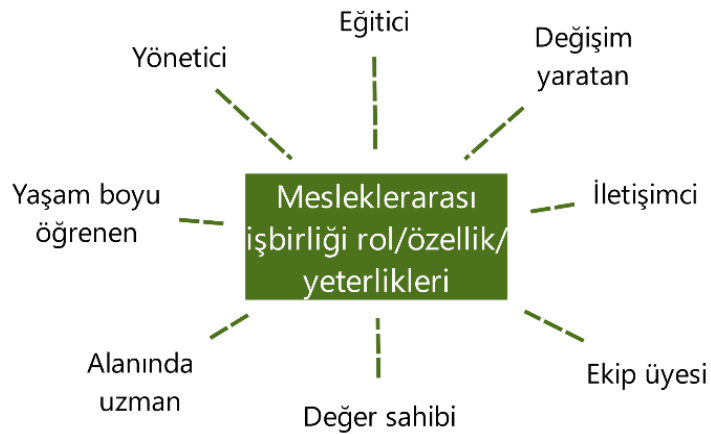 Eğitici
Değişim
yaratan
Yönetici
Yaşam boyu
öğrenen
Mesleklerarası
işbirliği rol/özellik/
yeterlikleri
İletişimci
Alanında
uzman
Değer sahibi
Ekip üyesi